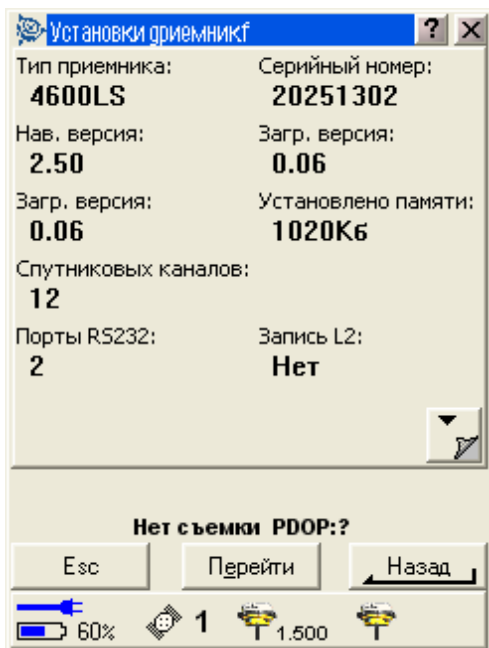 Установки дриемникf ? X
Тип приемника: Серийный номер:
4600LS 20251302
Нав. версия: Загр. версия:
2.50 0.06
Загр. версия: Установлено памяти:
0.06 1020Кб
Спутниковых каналов:
12
Порты RS232: Запись L2:
2 Нет
Нет съемки PDOP:?
Esc Перейти Назад
60% 1 1.500